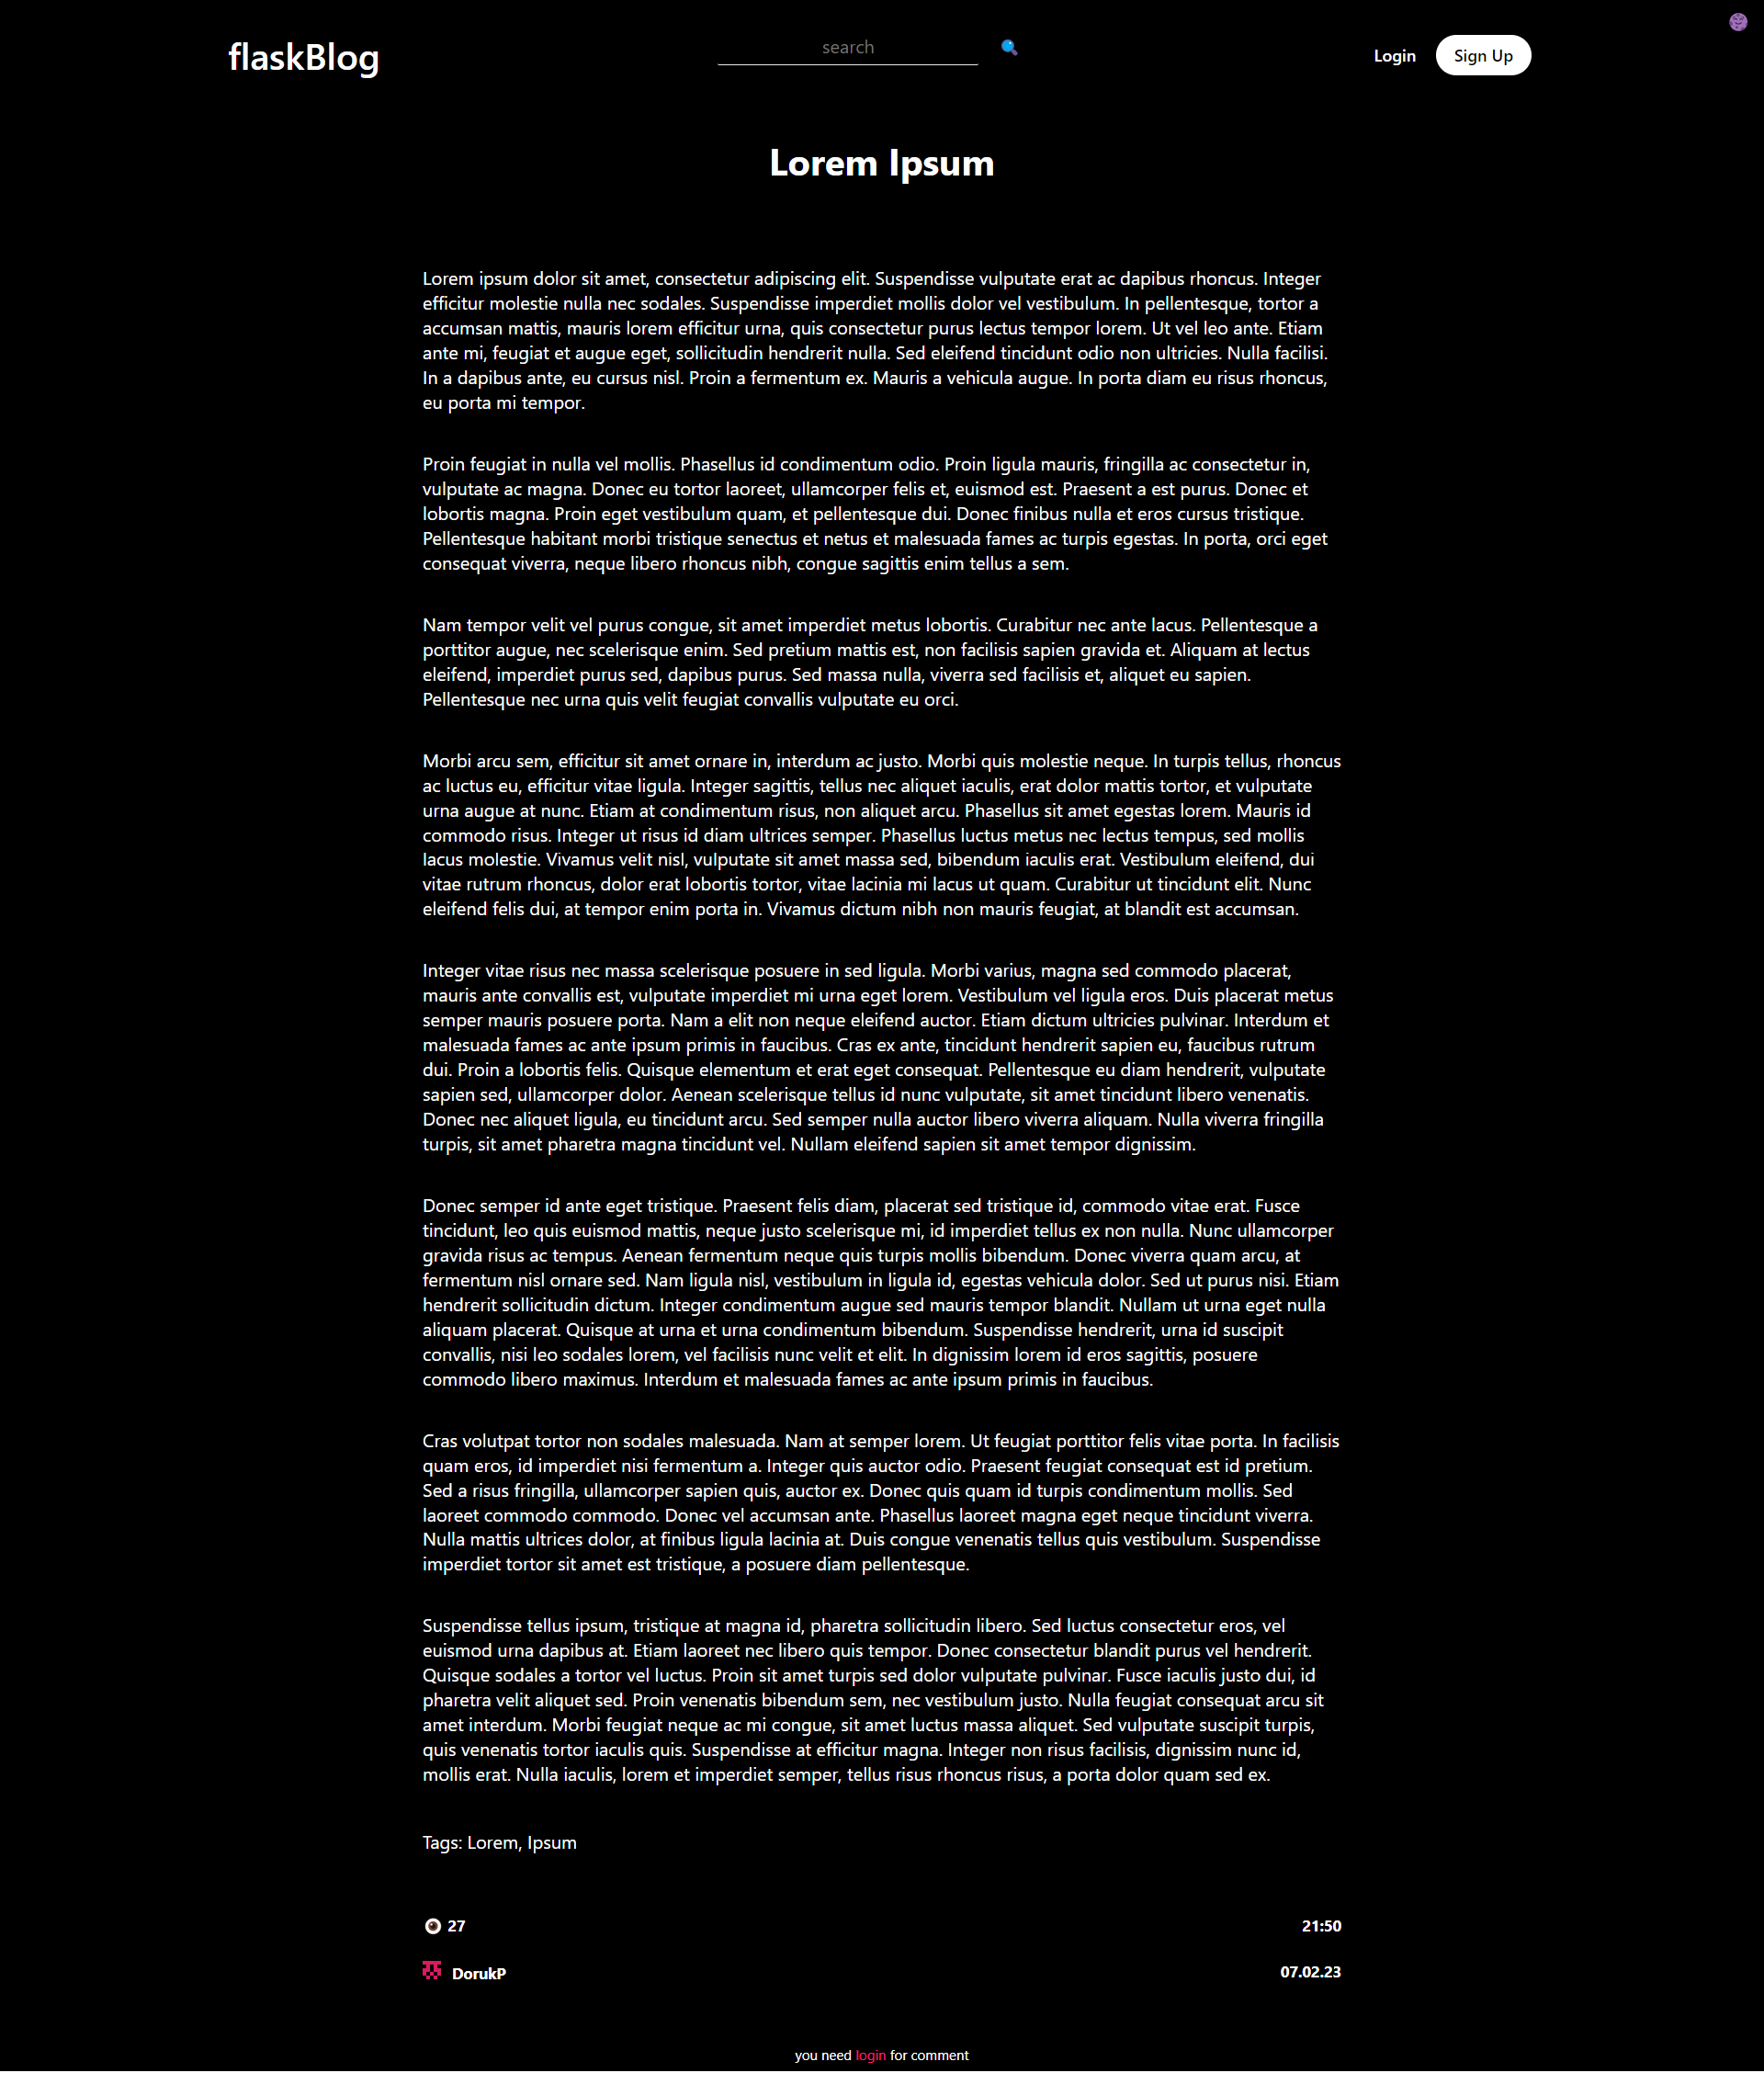 flaskBlog
search
Login
Sign Up
Lorem Ipsum
Lorem ipsum dolor sit amet, consectetur adipiscing elit. Suspendisse vulputate erat ac dapibus rhoncus. Integer
efficitur molestie nulla nec sodales. Suspendisse imperdiet mollis dolor vel vestibulum. In pellentesque, tortor a
accumsan mattis, mauris lorem efficitur urna, quis consectetur purus lectus tempor lorem. Ut vel leo ante. Etiam
ante mi, feugiat et augue eget, sollicitudin hendrerit nulla. Sed eleifend tincidunt odio non ultricies. Nulla facilisi.
In a dapibus ante, eu cursus nisl. Proin a fermentum ex. Mauris a vehicula augue. In porta diam eu risus rhoncus,
eu porta mi tempor.
Proin feugiat in nulla vel mollis. Phasellus id condimentum odio. Proin ligula mauris, fringilla ac consectetur in,
vulputate ac magna. Donec eu tortor laoreet, ullamcorper felis et, euismod est. Praesent a est purus. Donec et
lobortis magna. Proin eget vestibulum quam, et pellentesque dui. Donec finibus nulla et eros cursus tristique.
Pellentesque habitant morbi tristique senectus et netus et malesuada fames ac turpis egestas. In porta, orci eget
consequat viverra, neque libero rhoncus nibh, congue sagittis enim tellus a sem.
Nam tempor velit vel purus congue, sit amet imperdiet metus lobortis. Curabitur nec ante lacus. Pellentesque a
porttitor augue, nec scelerisque enim. Sed pretium mattis est, non facilisis sapien gravida et. Aliquam at lectus
eleifend, imperdiet purus sed, dapibus purus. Sed massa nulla, viverra sed facilisis et, aliquet eu sapien.
Pellentesque nec urna quis velit feugiat convallis vulputate eu orci.
Morbi arcu sem, efficitur sit amet ornare in, interdum ac justo. Morbi quis molestie neque. In turpis tellus, rhoncus
ac luctus eu, efficitur vitae ligula. Integer sagittis, tellus nec aliquet iaculis, erat dolor mattis tortor, et vulputate
urna augue at nunc. Etiam at condimentum risus, non aliquet arcu. Phasellus sit amet egestas lorem. Mauris id
commodo risus. Integer ut risus id diam ultrices semper. Phasellus luctus metus nec lectus tempus, sed mollis
lacus molestie. Vivamus velit nisl, vulputate sit amet massa sed, bibendum iaculis erat. Vestibulum eleifend, dui
vitae rutrum rhoncus, dolor erat lobortis tortor, vitae lacinia mi lacus ut quam. Curabitur ut tincidunt elit. Nunc
eleifend felis dui, at tempor enim porta in. Vivamus dictum nibh non mauris feugiat, at blandit est accumsan.
Integer vitae risus nec massa scelerisque posuere in sed ligula. Morbi varius, magna sed commodo placerat,
mauris ante convallis est, vulputate imperdiet mi urna eget lorem. Vestibulum vel ligula eros. Duis placerat metus
semper mauris posuere porta. Nam a elit non neque eleifend auctor. Etiam dictum ultricies pulvinar. Interdum et
malesuada fames ac ante ipsum primis in faucibus. Cras ex ante, tincidunt hendrerit sapien eu, faucibus rutrum
dui. Proin a lobortis felis. Quisque elementum et erat eget consequat. Pellentesque eu diam hendrerit, vulputate
sapien sed, ullamcorper dolor. Aenean scelerisque tellus id nunc vulputate, sit amet tincidunt libero venenatis.
Donec nec aliquet ligula, eu tincidunt arcu. Sed semper nulla auctor libero viverra aliquam. Nulla viverra fringilla
turpis, sit amet pharetra magna tincidunt vel. Nullam eleifend sapien sit amet tempor dignissim.
Donec semper id ante eget tristique. Praesent felis diam, placerat sed tristique id, commodo vitae erat. Fusce
tincidunt, leo quis euismod mattis, neque justo scelerisque mi, id imperdiet tellus ex non nulla. Nunc ullamcorper
gravida risus ac tempus. Aenean fermentum neque quis turpis mollis bibendum. Donec viverra quam arcu, at
fermentum nisl ornare sed. Nam ligula nisl, vestibulum in ligula id, egestas vehicula dolor. Sed ut purus nisi. Etiam
hendrerit sollicitudin dictum. Integer condimentum augue sed mauris tempor blandit. Nullam ut urna eget nulla
aliquam placerat. Quisque at urna et urna condimentum bibendum. Suspendisse hendrerit, urna id suscipit
convallis, nisi leo sodales lorem, vel facilisis nunc velit et elit. In dignissim lorem id eros sagittis, posuere
commodo libero maximus. Interdum et malesuada fames ac ante ipsum primis in faucibus.
Cras volutpat tortor non sodales malesuada. Nam at semper lorem. Ut feugiat porttitor felis vitae porta. In facilisis
quam eros, id imperdiet nisi fermentum a. Integer quis auctor odio. Praesent feugiat consequat est id pretium.
Sed a risus fringilla, ullamcorper sapien quis, auctor ex. Donec quis quam id turpis condimentum mollis. Sed
laoreet commodo commodo. Donec vel accumsan ante. Phasellus laoreet magna eget neque tincidunt viverra.
Nulla mattis ultrices dolor, at finibus ligula lacinia at. Duis congue venenatis tellus quis vestibulum. Suspendisse
imperdiet tortor sit amet est tristique, a posuere diam pellentesque.
Suspendisse tellus ipsum, tristique at magna id, pharetra sollicitudin libero. Sed luctus consectetur eros, vel
euismod urna dapibus at. Etiam laoreet nec libero quis tempor. Donec consectetur blandit purus vel hendrerit.
Quisque sodales a tortor vel luctus. Proin sit amet turpis sed dolor vulputate pulvinar. Fusce iaculis justo dui, id
pharetra velit aliquet sed. Proin venenatis bibendum sem, nec vestibulum justo. Nulla feugiat consequat arcu sit
amet interdum. Morbi feugiat neque ac mi congue, sit amet luctus massa aliquet. Sed vulputate suscipit turpis,
quis venenatis tortor iaculis quis. Suspendisse at efficitur magna. Integer non risus facilisis, dignissim nunc id,
mollis erat. Nulla iaculis, lorem et imperdiet semper, tellus risus rhoncus risus, a porta dolor quam sed ex.
Tags: Lorem, Ipsum
27
21:50
DorukP
07.02.23
you need login for comment